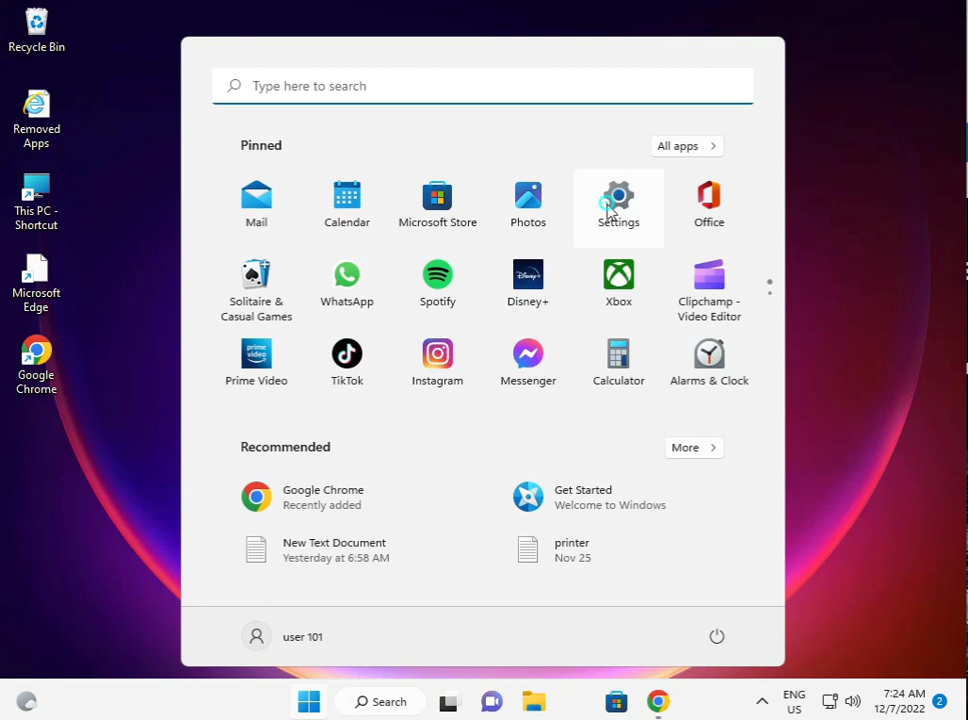 Recycle Bin
Removed
Apps
This PC -
Shortcut
Microsoft
Edge
Google
Chrome
Type here to search
Pinned
All apps
Mail
Calendar
Microsoft Store
Photos
Settings
Office
Solitaire &
Casual Games
WhatsApp
Spotify
Disney+
Xbox
Clipchamp -
Video Editor
prime video
Prime Video
TikTok
Instagram
Messenger
Calculator
Alarms & Clock
Recommended
More
Google Chrome
Recently added
Get Started
Welcome to Windows
New Text Document
Yesterday at 6:58 AM
printer
Nov 25
user 101
Search
ENG
US
7:24 AM
12/7/2022
2